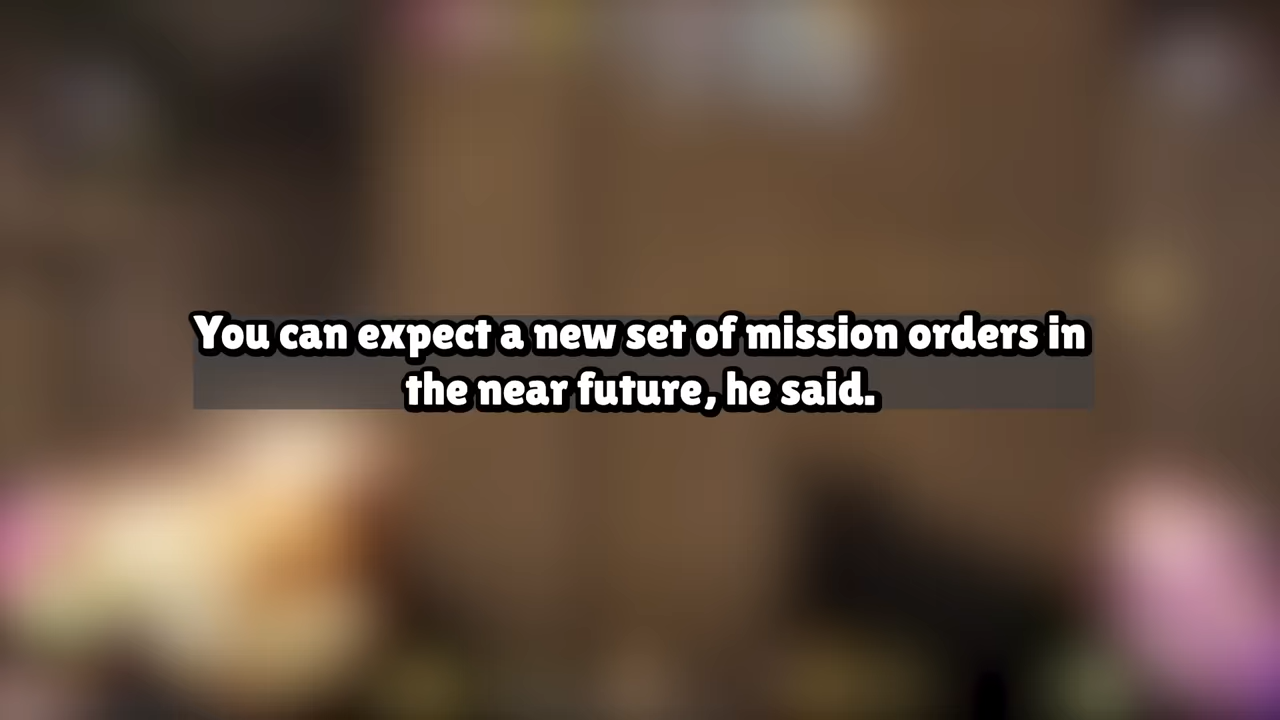 You can expect a new set of mission orders in
the near future, he said.